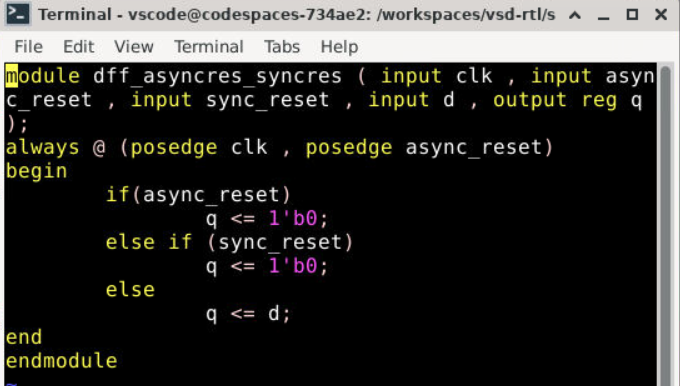 Terminal - vscode@codespaces-734ae2: /workspaces/vsd-rtl/s
File Edit View Terminal Tabs Help
module dff_asyncres_syncres ( input clk , input asyn
c_reset , input sync_reset , input d , output reg q
);
always @ (posedge clk , posedge async_reset)
begin
        if(async_reset)
                q <= 1'b0;
        else if (sync_reset)
                q <= 1'b0;
        else
                q <= d;
end
endmodule
~